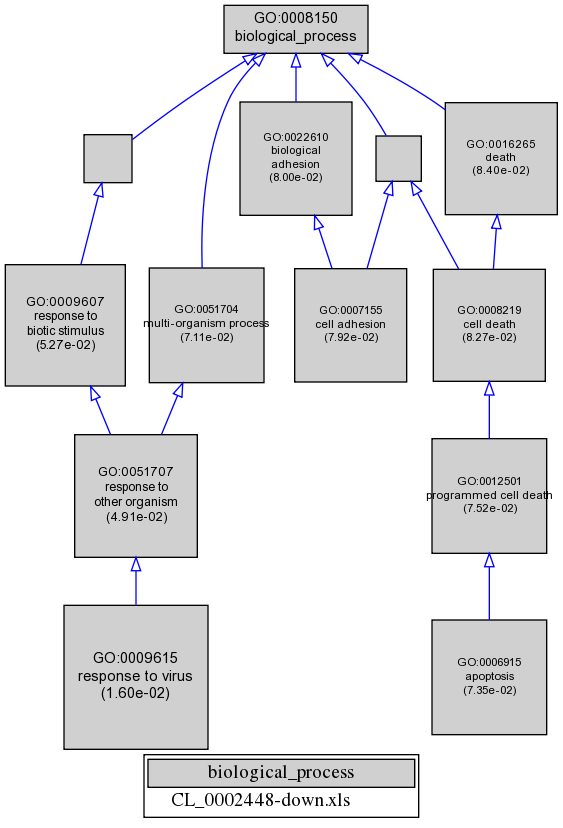 GO:0008150
biological_process
GO:0022610
biological
adhesion
(8.00e-02)
GO:0016265
death
(8.40e-02)
GO:0009607
response to
biotic stimulus
(5.27e-02)
GO:0051704
multi-organism process
(7.11e-02)
GO:0007155
cell adhesion
(7.92e-02)
GO:0008219
cell death
(8.27e-02)
GO:0051707
response to
other organism
(4.91e-02)
GO:0012501
programmed cell death
(7.52e-02)
GO:0009615
response to virus
(1.60e-02)
GO:0006915
apoptosis
(7.35e-02)
biological_process
CL_0002448-down.xls